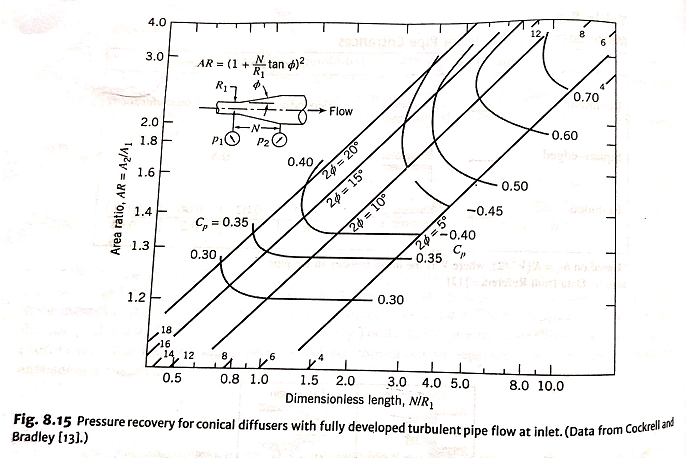 4.0
12
8
6
3.0
AR = (1 + N/R₁ tan ϕ)²
R₁
ϕ
4
0.70
Flow
N
2.0
P₁
P₂
0.60
1.8
0.40
2ϕ = 20°
1.6
2ϕ = 15°
0.50
Area ratio, AR = A₂/A₁
2ϕ = 10°
0.45
1.4
Cₚ = 0.35
2ϕ = 5°
0.40
Cₚ
1.3
0.30
0.35
1.2
0.30
18
16
14
12
8
6
4
0.5 0.8 1.0 1.5 2.0 3.0 4.0 5.0 8.0 10.0
Dimensionless length, N/R₁
Fig. 8.15 Pressure recovery for conical diffusers with fully developed turbulent pipe flow at inlet. (Data from Cockrell and
Bradley [13].)